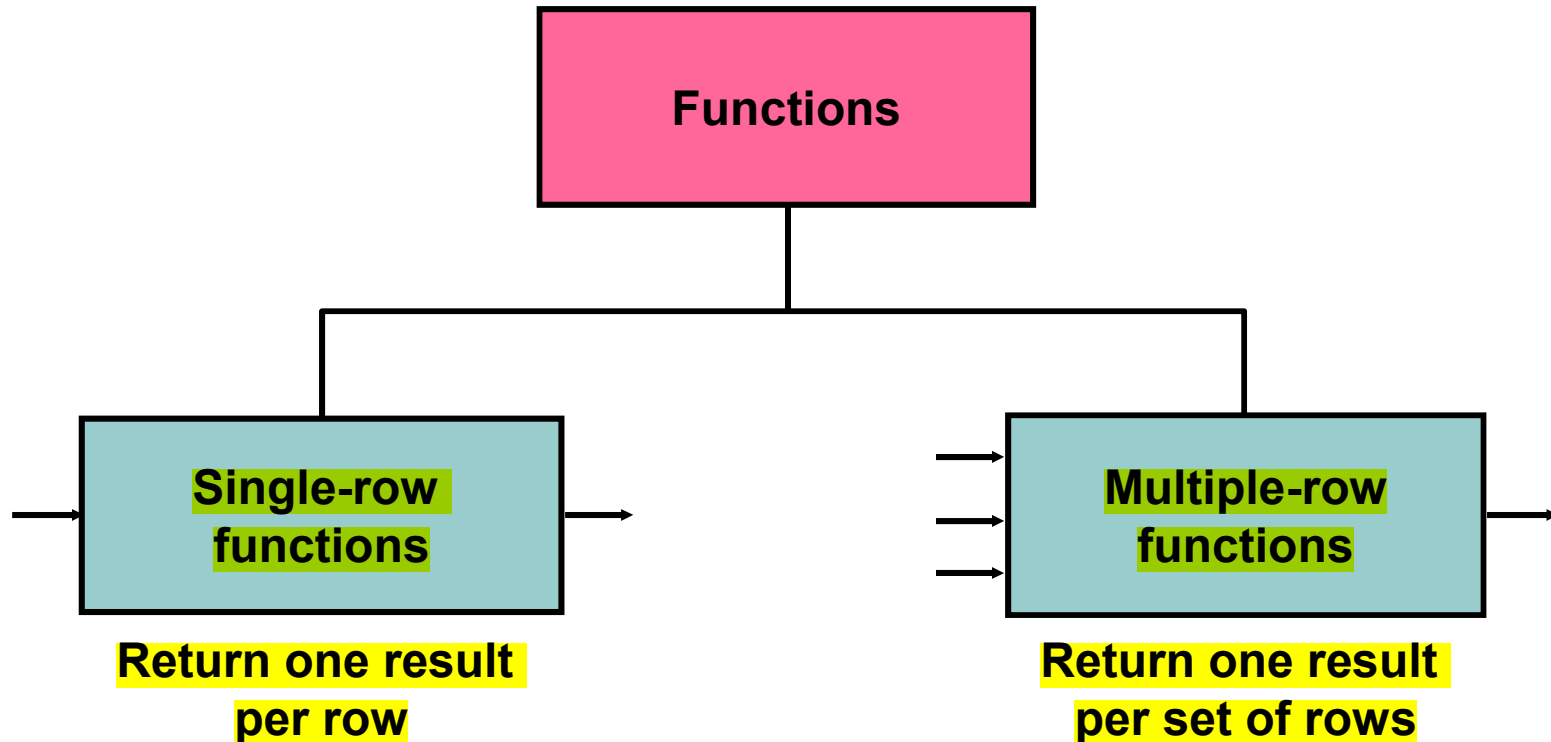 Functions
Single-row
functions
Multiple-row
functions
Return one result
per row
Return one result
per set of rows